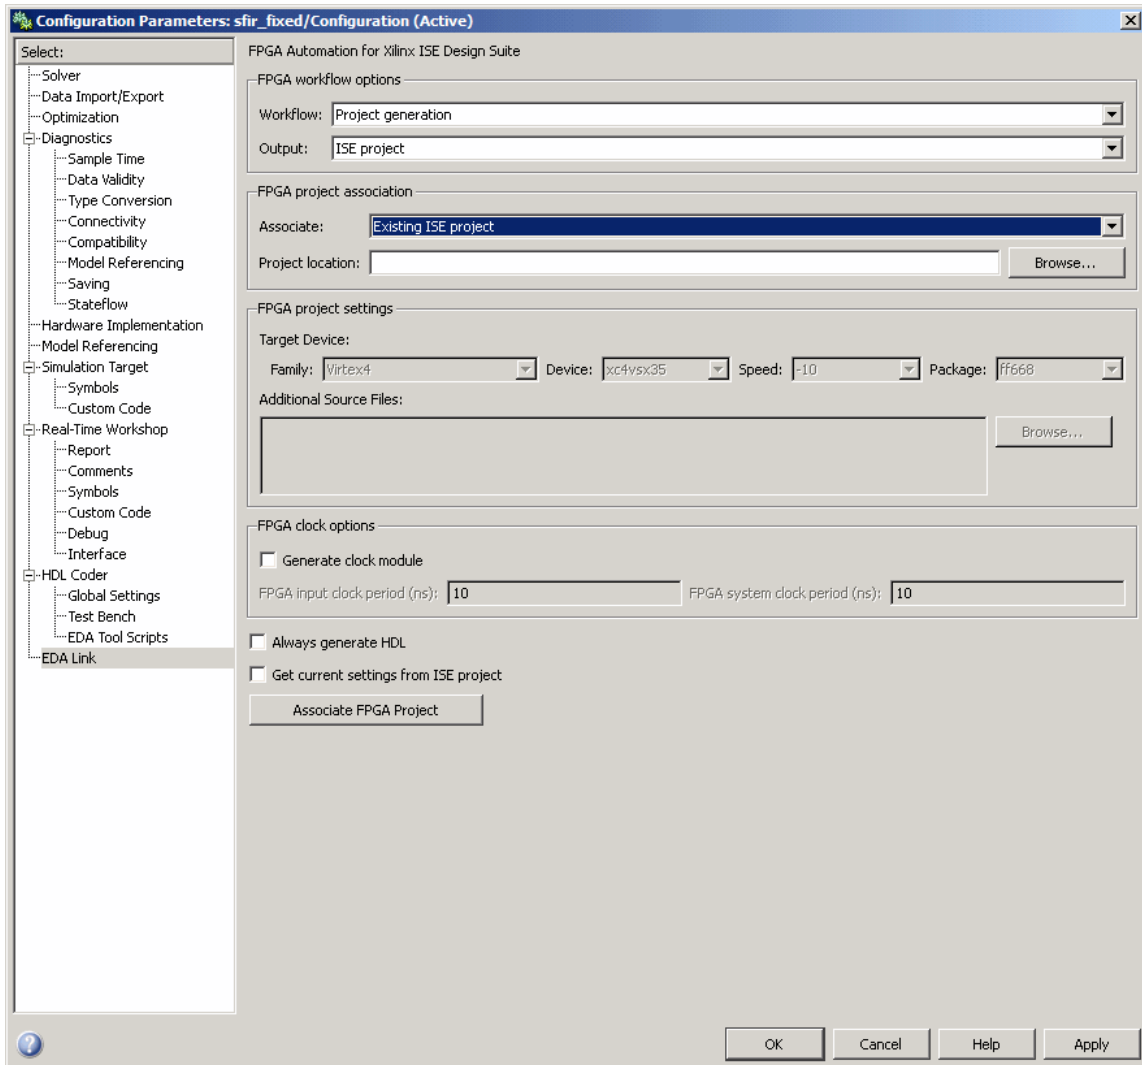 Configuration Parameters: sfir_fixed/Configuration (Active)
Select:
Solver
Data Import/Export
Optimization
Diagnostics
Sample Time
Data Validity
Type Conversion
Connectivity
Compatibility
Model Referencing
Saving
Stateflow
Hardware Implementation
Model Referencing
Simulation Target
Symbols
Custom Code
Real-Time Workshop
Report
Comments
Symbols
Custom Code
Debug
Interface
HDL Coder
Global Settings
Test Bench
EDA Tool Scripts
EDA Link
FPGA Automation for Xilinx ISE Design Suite
FPGA workflow options
Workflow: Project generation
Output: ISE project
FPGA project association
Associate: Existing ISE project
Project location: Browse...
FPGA project settings
Target Device:
Family: Virtex4 Device: xc4vsx35 Speed: -10 Package: ff668
Additional Source Files:
Browse...
FPGA clock options
Generate clock module
FPGA input clock period (ns): 10 FPGA system clock period (ns): 10
Always generate HDL
Get current settings from ISE project
Associate FPGA Project
? OK Cancel Help Apply